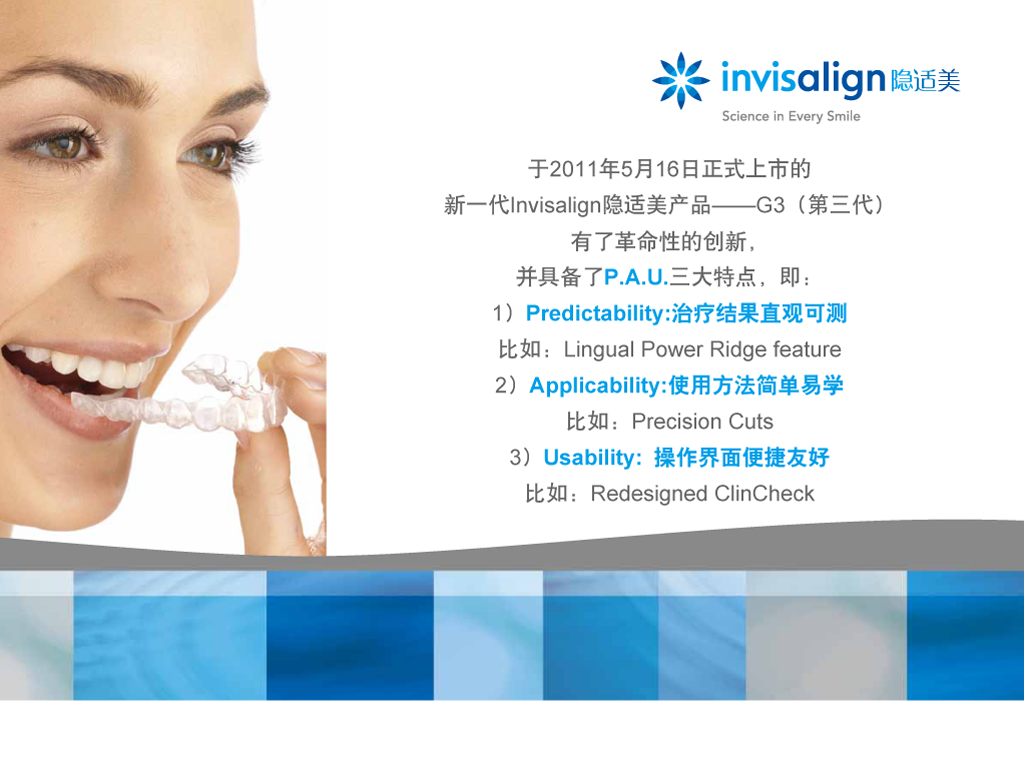 invisalign隐适美
Science in Every Smile
于2011年5月16日正式上市的
新一代Invisalign隐适美产品——G3（第三代）
有了革命性的创新，
并具备了P.A.U.三大特点，即：
1）Predictability:治疗结果直观可测
比如：Lingual Power Ridge feature
2）Applicability:使用方法简单易学
比如：Precision Cuts
3）Usability: 操作界面便捷友好
比如：Redesigned ClinCheck